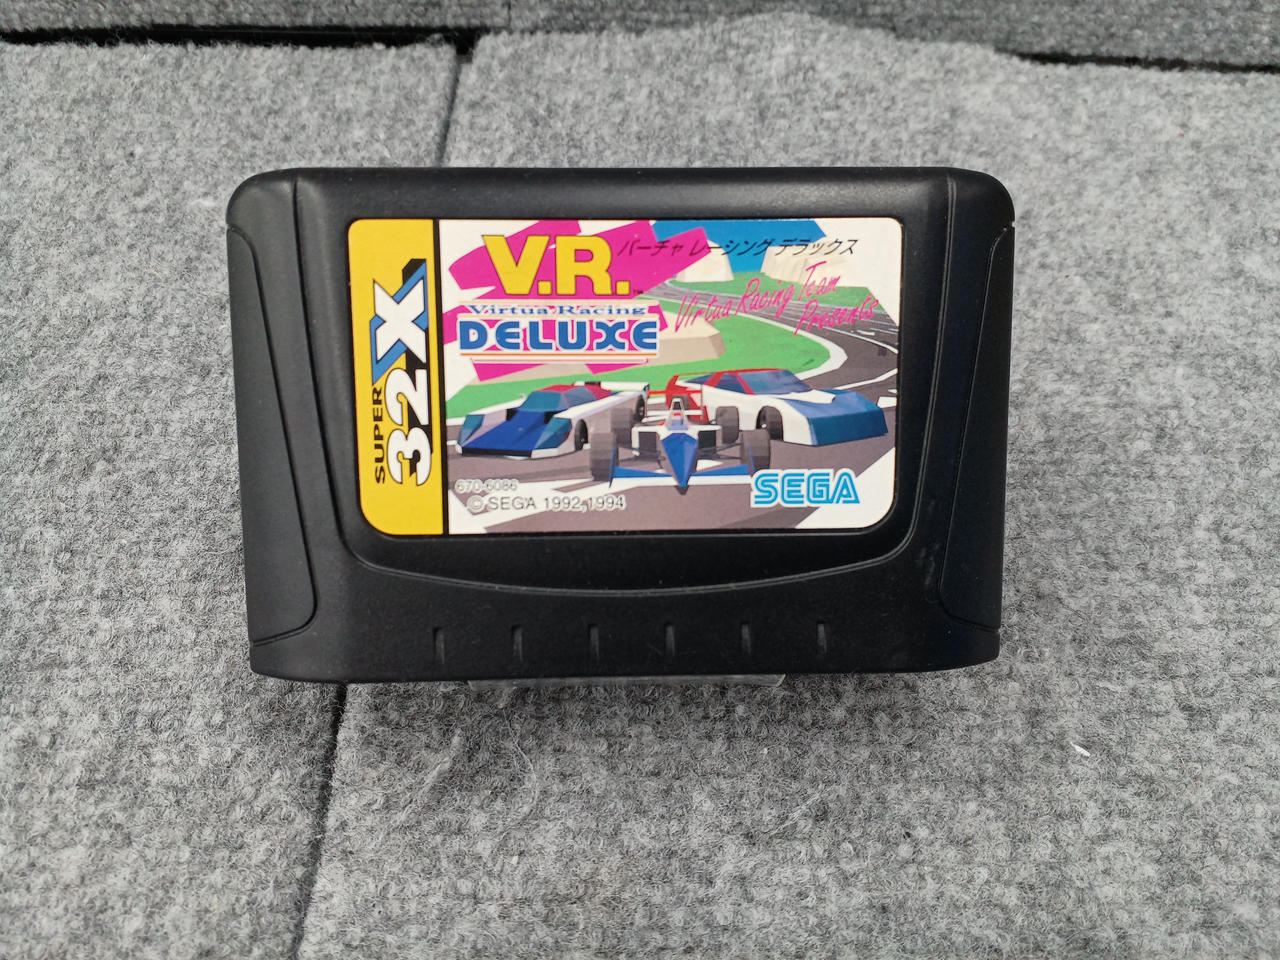 SUPER 32X
V.R.™
バーチャ レーシング デラックス
Virtua Racing
DELUXE
Virtua Racing Team
Presents
670-6086
© SEGA 1992,1994
SEGA